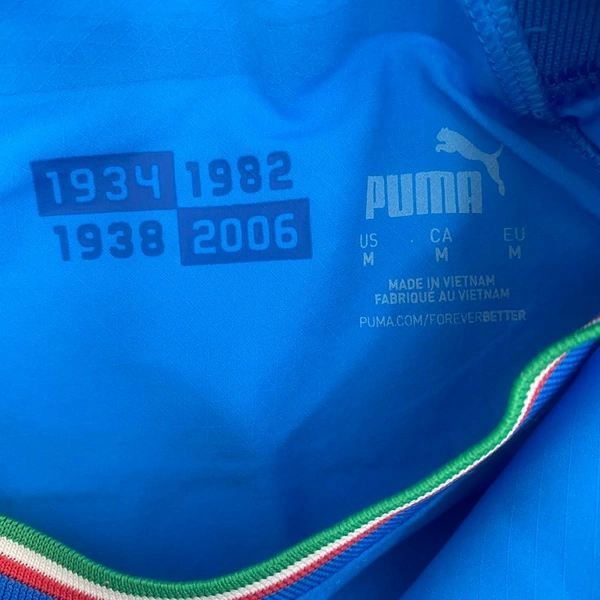 1934 1982
1938 2006
PUMA
US CA EU
M M M
MADE IN VIETNAM
FABRIQUÉ AU VIETNAM
PUMA.COM/FOREVERBETTER